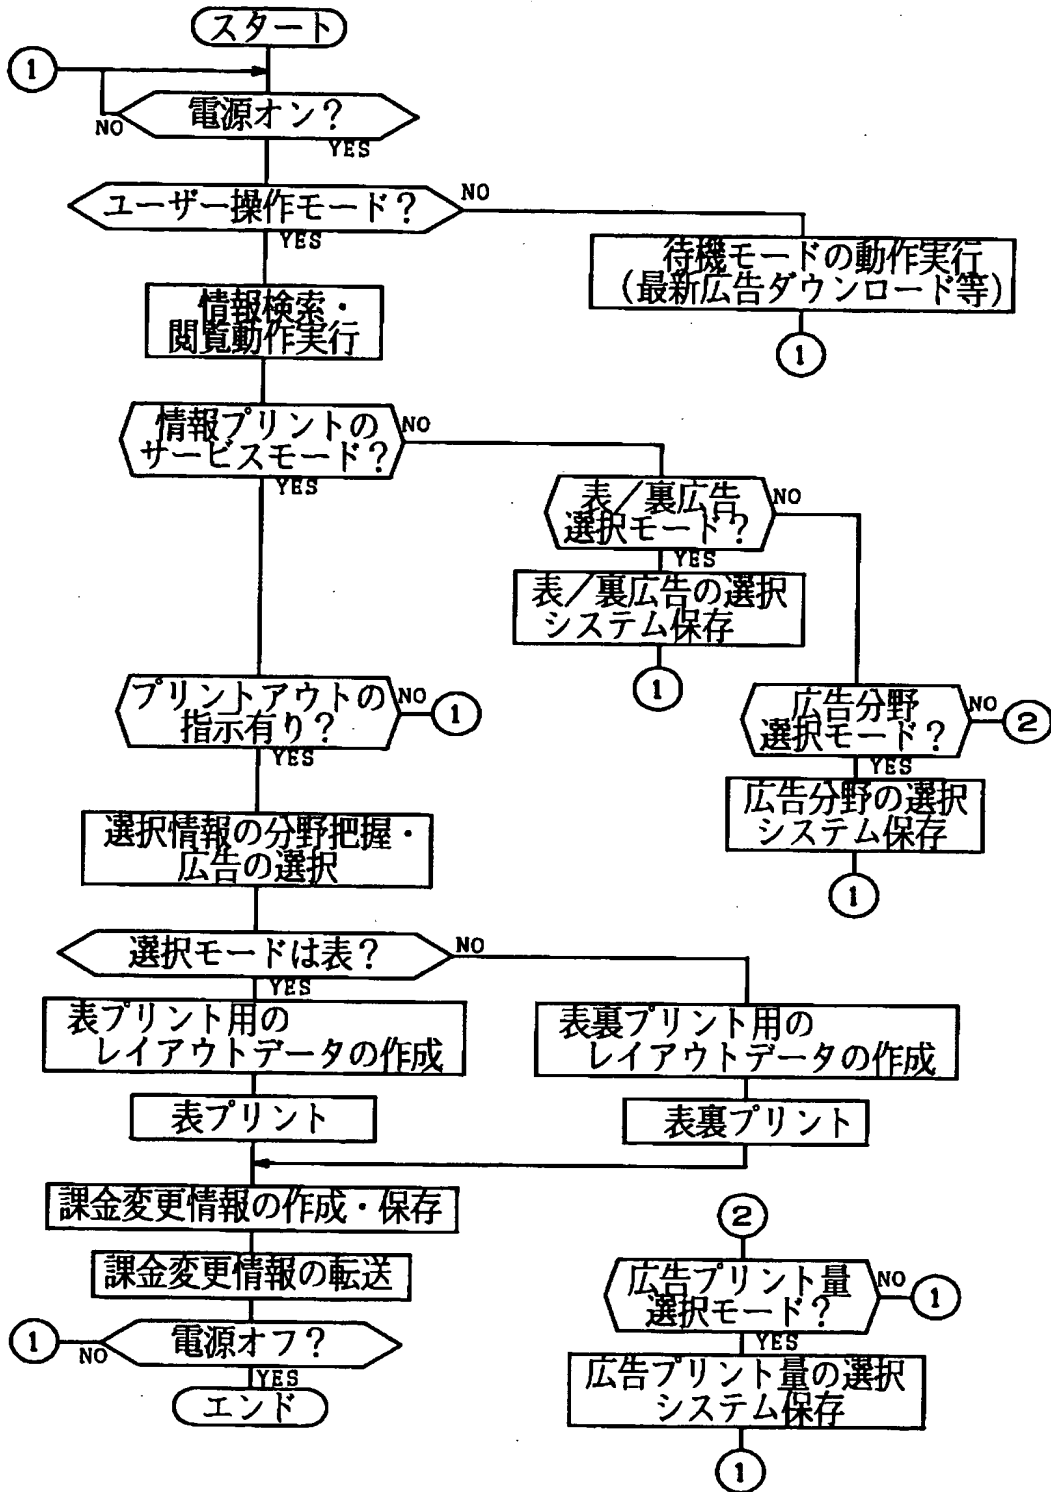 スタート
1
電源オン?
NO
YES
ユーザー操作モード?
NO
YES
待機モードの動作実行
(最新広告ダウンロード等)
1
情報検索・
閲覧動作実行
情報プリントの
サービスモード?
NO
YES
表/裏広告
選択モード?
NO
YES
表/裏広告の選択
システム保存
1
プリントアウトの
指示有り?
NO
1
YES
広告分野
選択モード?
NO
2
YES
広告分野の選択
システム保存
1
選択情報の分野把握・
広告の選択
選択モードは表?
NO
YES
表プリント用の
レイアウトデータの作成
表裏プリント用の
レイアウトデータの作成
表プリント
表裏プリント
課金変更情報の作成・保存
課金変更情報の転送
1
NO
電源オフ?
YES
エンド
2
広告プリント量
選択モード?
NO
1
YES
広告プリント量の選択
システム保存
1